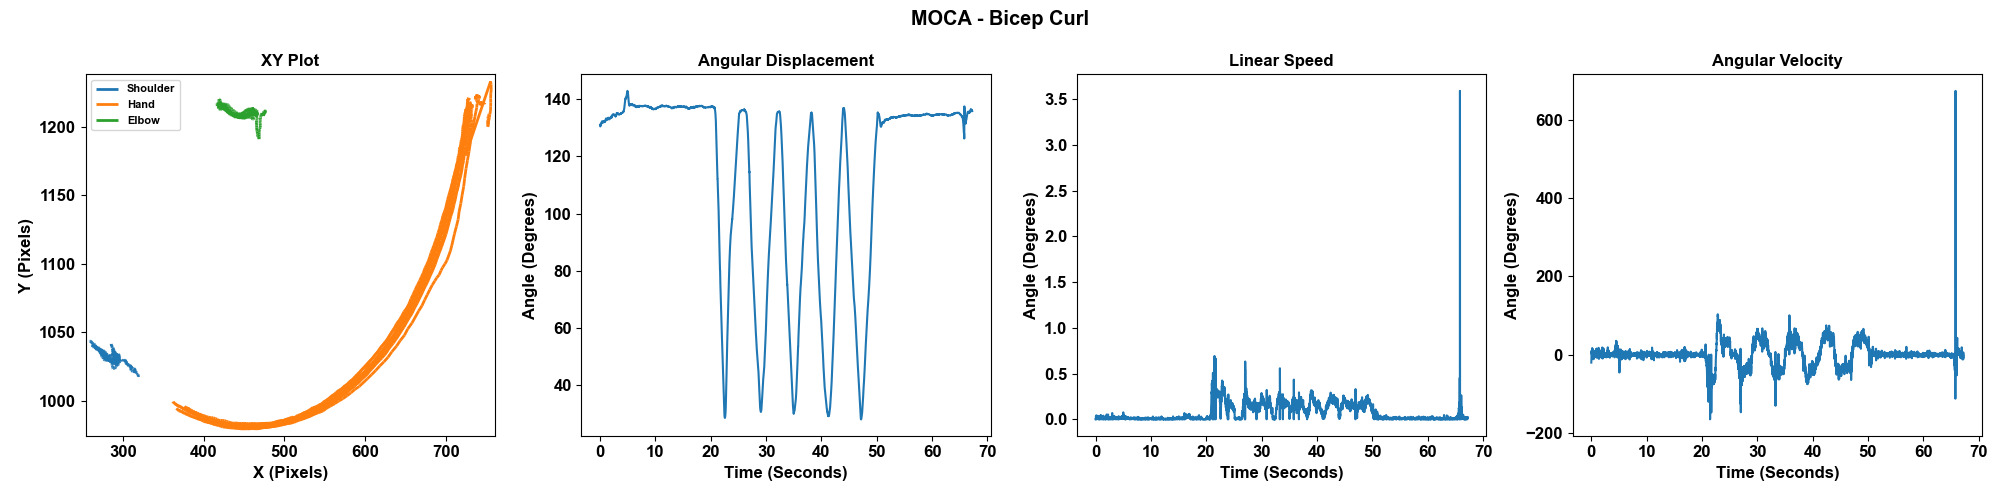 MOCA - Bicep Curl
XY Plot
Shoulder
Hand
Elbow
Y (Pixels)
1200
1150
1100
1050
1000
300 400 500 600 700
X (Pixels)
Angular Displacement
Angle (Degrees)
140
120
100
80
60
40
0 10 20 30 40 50 60 70
Time (Seconds)
Linear Speed
Angle (Degrees)
3.5
3.0
2.5
2.0
1.5
1.0
0.5
0.0
0 10 20 30 40 50 60 70
Time (Seconds)
Angular Velocity
Angle (Degrees)
600
400
200
0
−200
0 10 20 30 40 50 60 70
Time (Seconds)